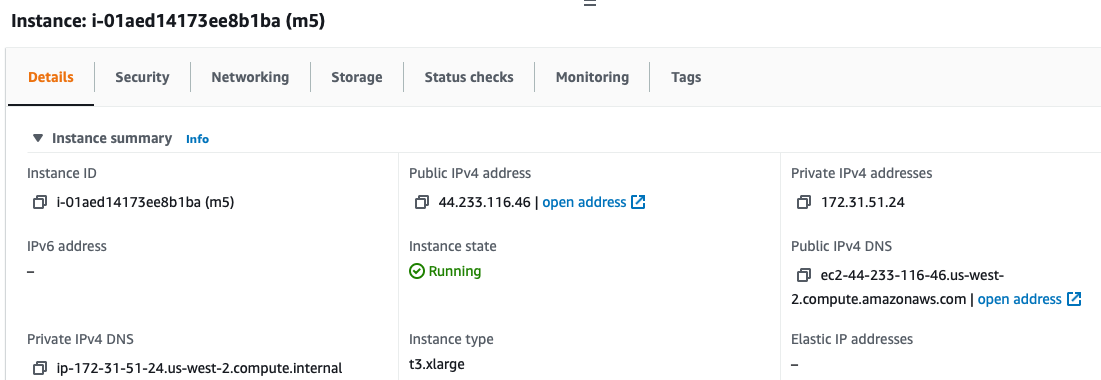 Instance: i-01aed14173ee8b1ba (m5)
Details
Security
Networking
Storage
Status checks
Monitoring
Tags
Instance summary Info
Instance ID
i-01aed14173ee8b1ba (m5)
Public IPv4 address
44.233.116.46 | open address
Private IPv4 addresses
172.31.51.24
IPv6 address
–
Instance state
Running
Public IPv4 DNS
ec2-44-233-116-46.us-west-
2.compute.amazonaws.com | open address
Private IPv4 DNS
ip-172-31-51-24.us-west-2.compute.internal
Instance type
t3.xlarge
Elastic IP addresses
–